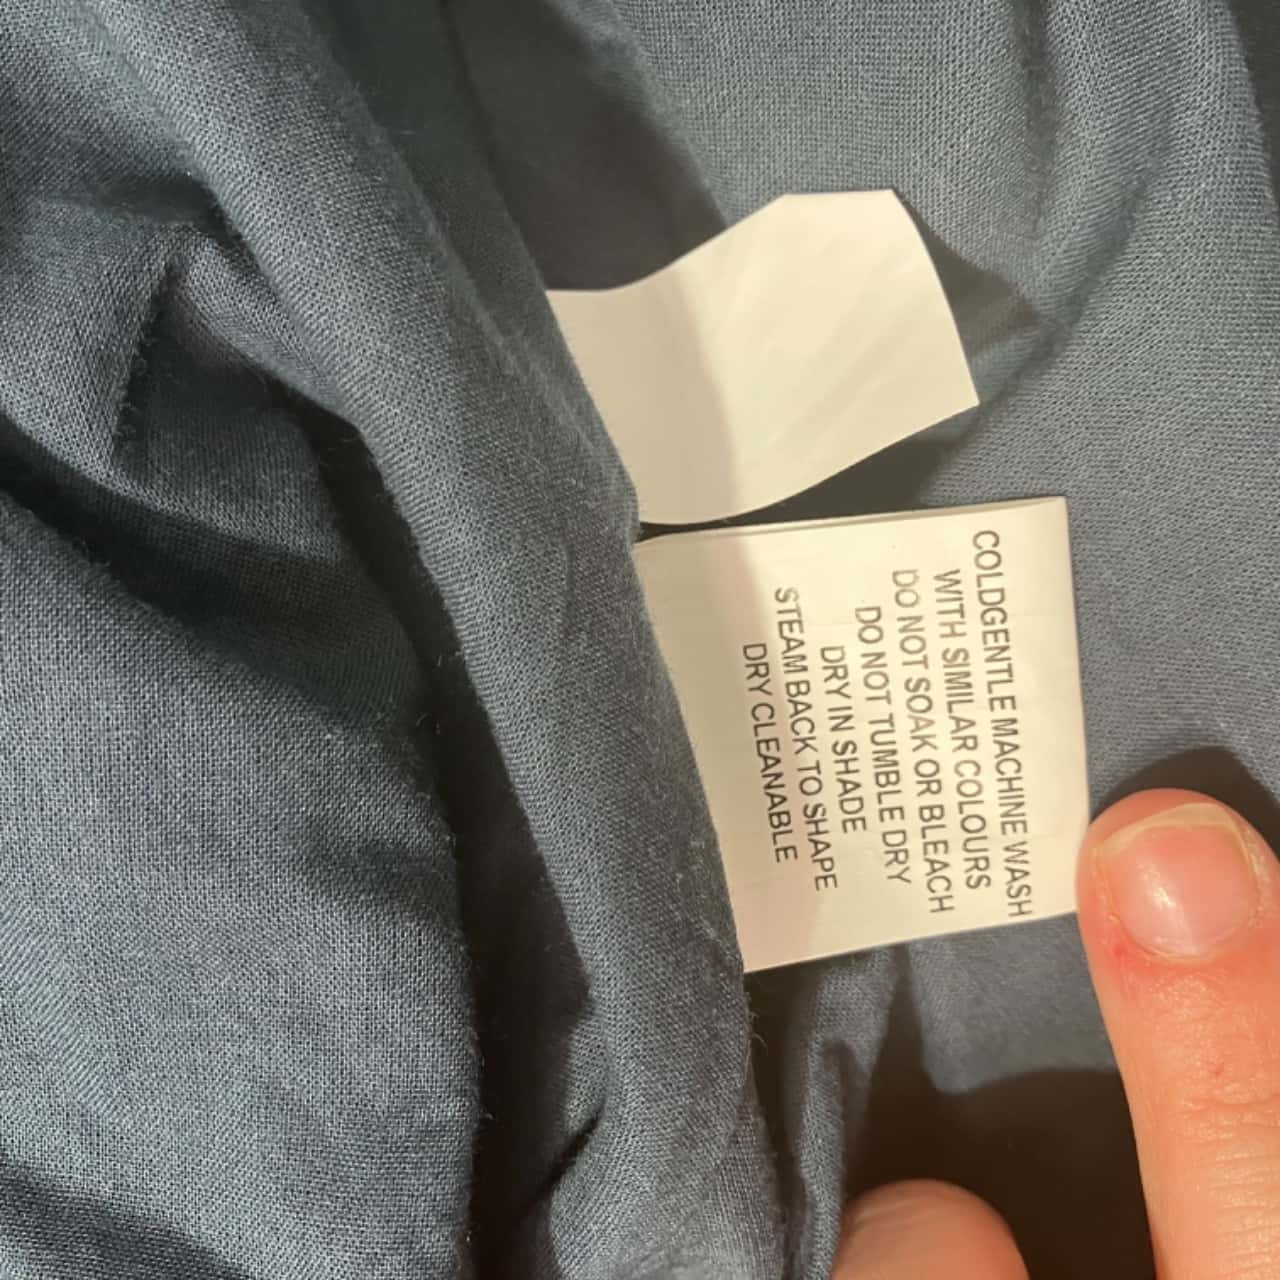 COLDGENTLE MACHINE WASH
WITH SIMILAR COLOURS
DO NOT SOAK OR BLEACH
DO NOT TUMBLE DRY
DRY IN SHADE
STEAM BACK TO SHAPE
DRY CLEANABLE